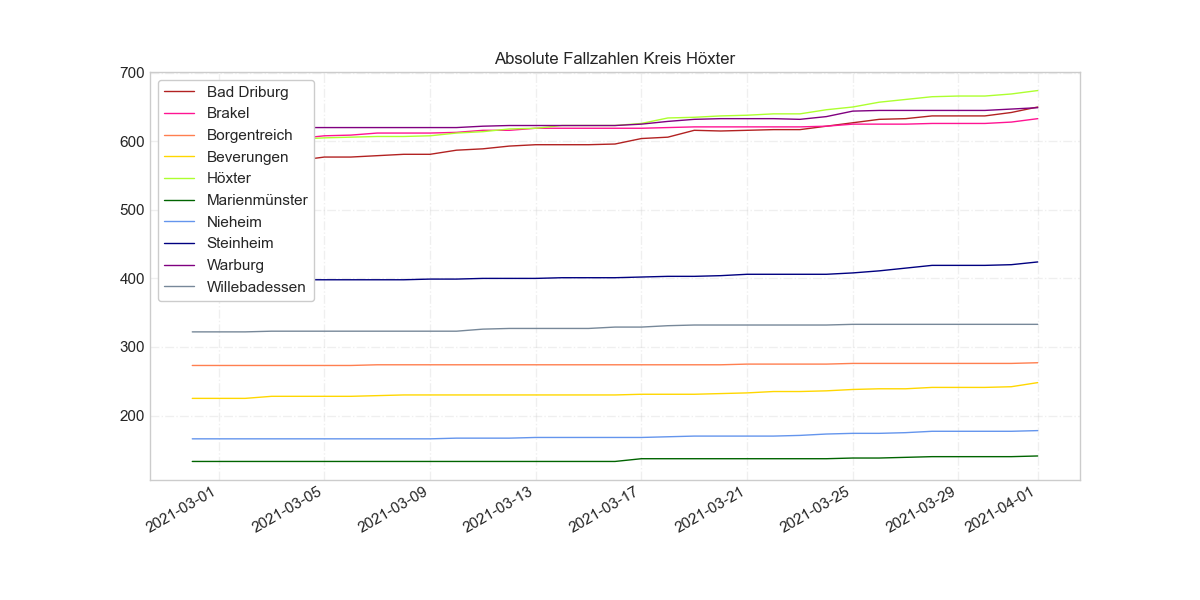 Absolute Fallzahlen Kreis Höxter
700
600
500
400
300
200
Bad Driburg
Brakel
Borgentreich
Beverungen
Höxter
Marienmünster
Nieheim
Steinheim
Warburg
Willebadessen
2021-03-01
2021-03-05
2021-03-09
2021-03-13
2021-03-17
2021-03-21
2021-03-25
2021-03-29
2021-04-01